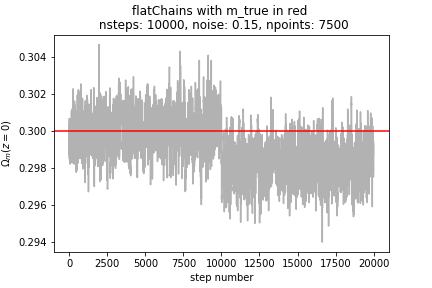 flatChains with m_true in red
nsteps: 10000, noise: 0.15, npoints: 7500
0.304
0.302
0.300
0.298
0.296
0.294
Ωm(z = 0)
0 2500 5000 7500 10000 12500 15000 17500 20000
step number